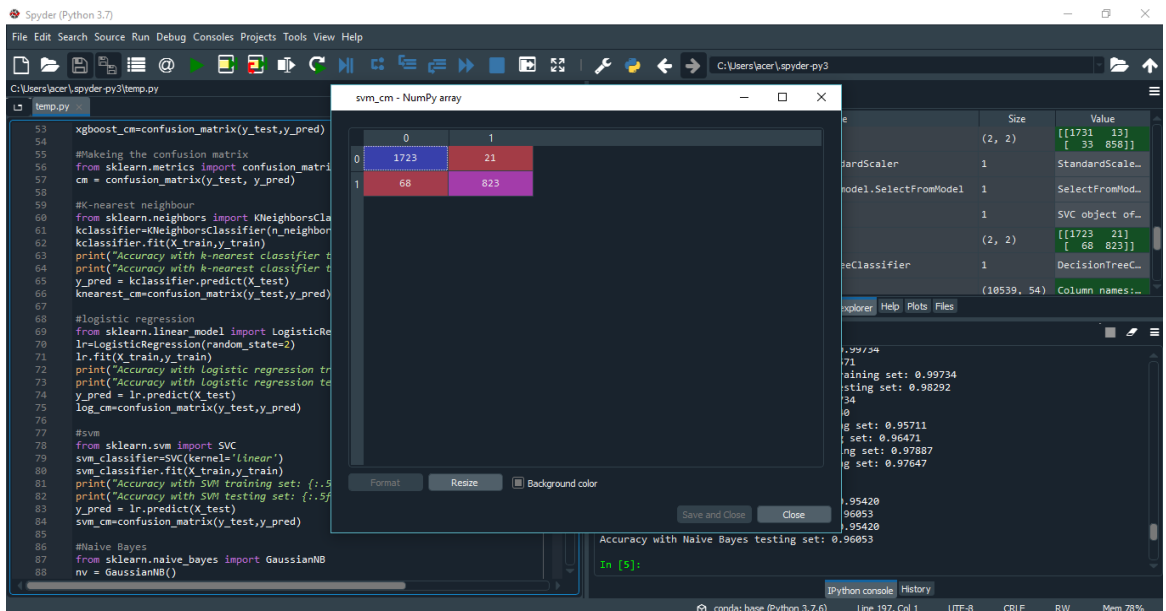 Spyder (Python 3.7)
File Edit Search Source Run Debug Consoles Projects Tools View Help
C:\Users\acer\.spyder-py3
C:\Users\acer\.spyder-py3\temp.py
temp.py
53 xgboost_cm=confusion_matrix(y_test,y_pred)
54
55 #Makeing the confusion matrix
56 from sklearn.metrics import confusion_matri
57 cm = confusion_matrix(y_test, y_pred)
58
59 #K-nearest neighbour
60 from sklearn.neighbors import KNeighborsCla
61 kclassifier=KNeighborsClassifier(n_neighbor
62 kclassifier.fit(X_train,y_train)
63 print("Accuracy with k-nearest classifier t
64 print("Accuracy with k-nearest classifier t
65 y_pred = kclassifier.predict(X_test)
66 knearest_cm=confusion_matrix(y_test,y_pred)
67
68 #logistic regression
69 from sklearn.linear_model import LogisticRe
70 lr=LogisticRegression(random_state=2)
71 lr.fit(X_train,y_train)
72 print("Accuracy with logistic regression tr
73 print("Accuracy with logistic regression te
74 y_pred = lr.predict(X_test)
75 log_cm=confusion_matrix(y_test,y_pred)
76
77 #svm
78 from sklearn.svm import SVC
79 svm_classifier=SVC(kernel='linear')
80 svm_classifier.fit(X_train,y_train)
81 print("Accuracy with SVM training set: {:.5
82 print("Accuracy with SVM testing set: {:.5f
83 y_pred = lr.predict(X_test)
84 svm_cm=confusion_matrix(y_test,y_pred)
85
86 #Naive Bayes
87 from sklearn.naive_bayes import GaussianNB
88 nv = GaussianNB()
svm_cm - NumPy array
0 1
0 1723 21
1 68 823
Format Resize Background color
Save and Close Close
e Size Value
(2, 2) [[1731 13]
[ 33 858]]
dardScaler 1 StandardScale…
model.SelectFromModel 1 SelectFromMod…
1 SVC object of…
(2, 2) [[1723 21]
[ 68 823]]
eeClassifier 1 DecisionTreeC…
(10539, 54) Column names:…
explorer Help Plots Files
.99734
71
raining set: 0.99734
esting set: 0.98292
g set: 0.95711
set: 0.96471
ng set: 0.97887
g set: 0.97647
.95420
96053
.95420
Accuracy with Naive Bayes testing set: 0.96053
In [5]:
IPython console History
conda: base (Python 3.7.6) Line 197, Col 1 UTF-8 CRLF RW Mem 78%